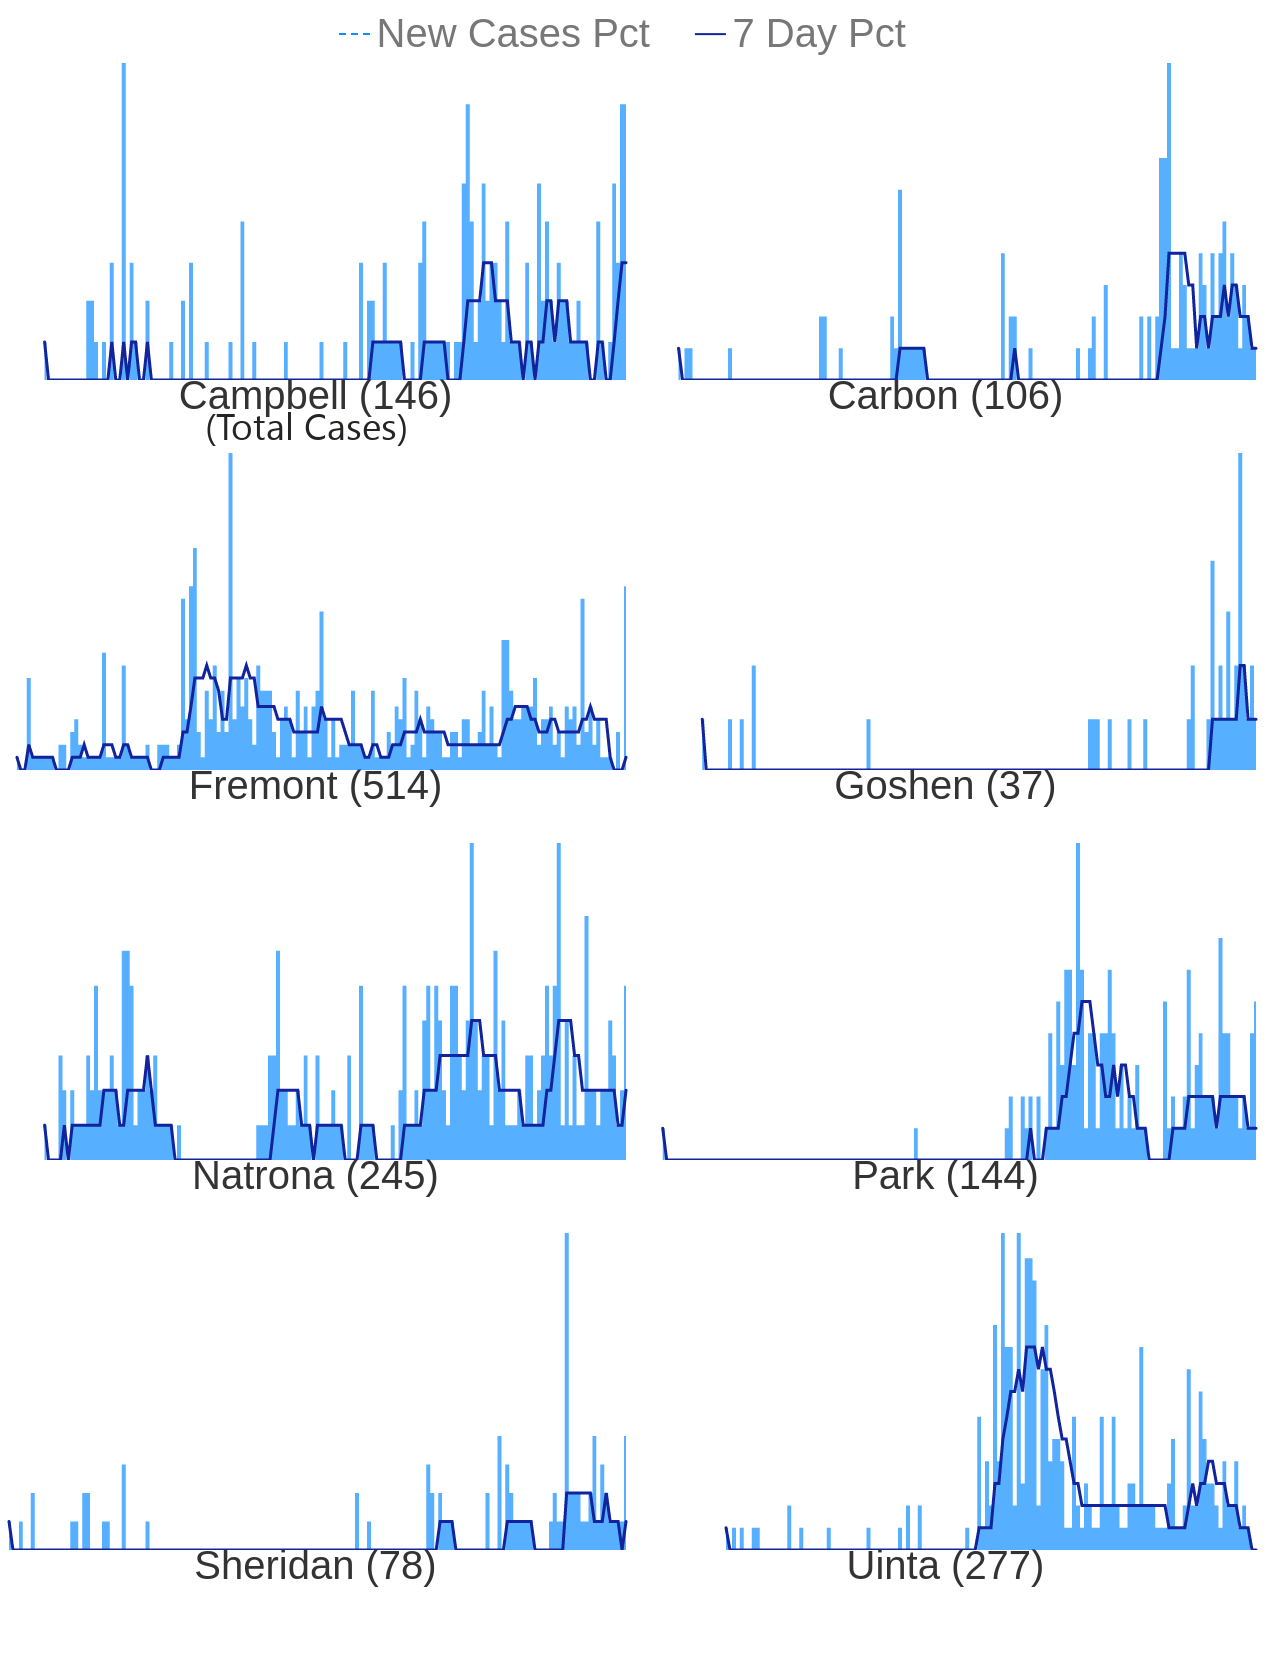 New Cases Pct 7 Day Pct
Campbell (146) Carbon (106)
(Total Cases)
Fremont (514) Goshen (37)
Natrona (245) Park (144)
Sheridan (78) Uinta (277)